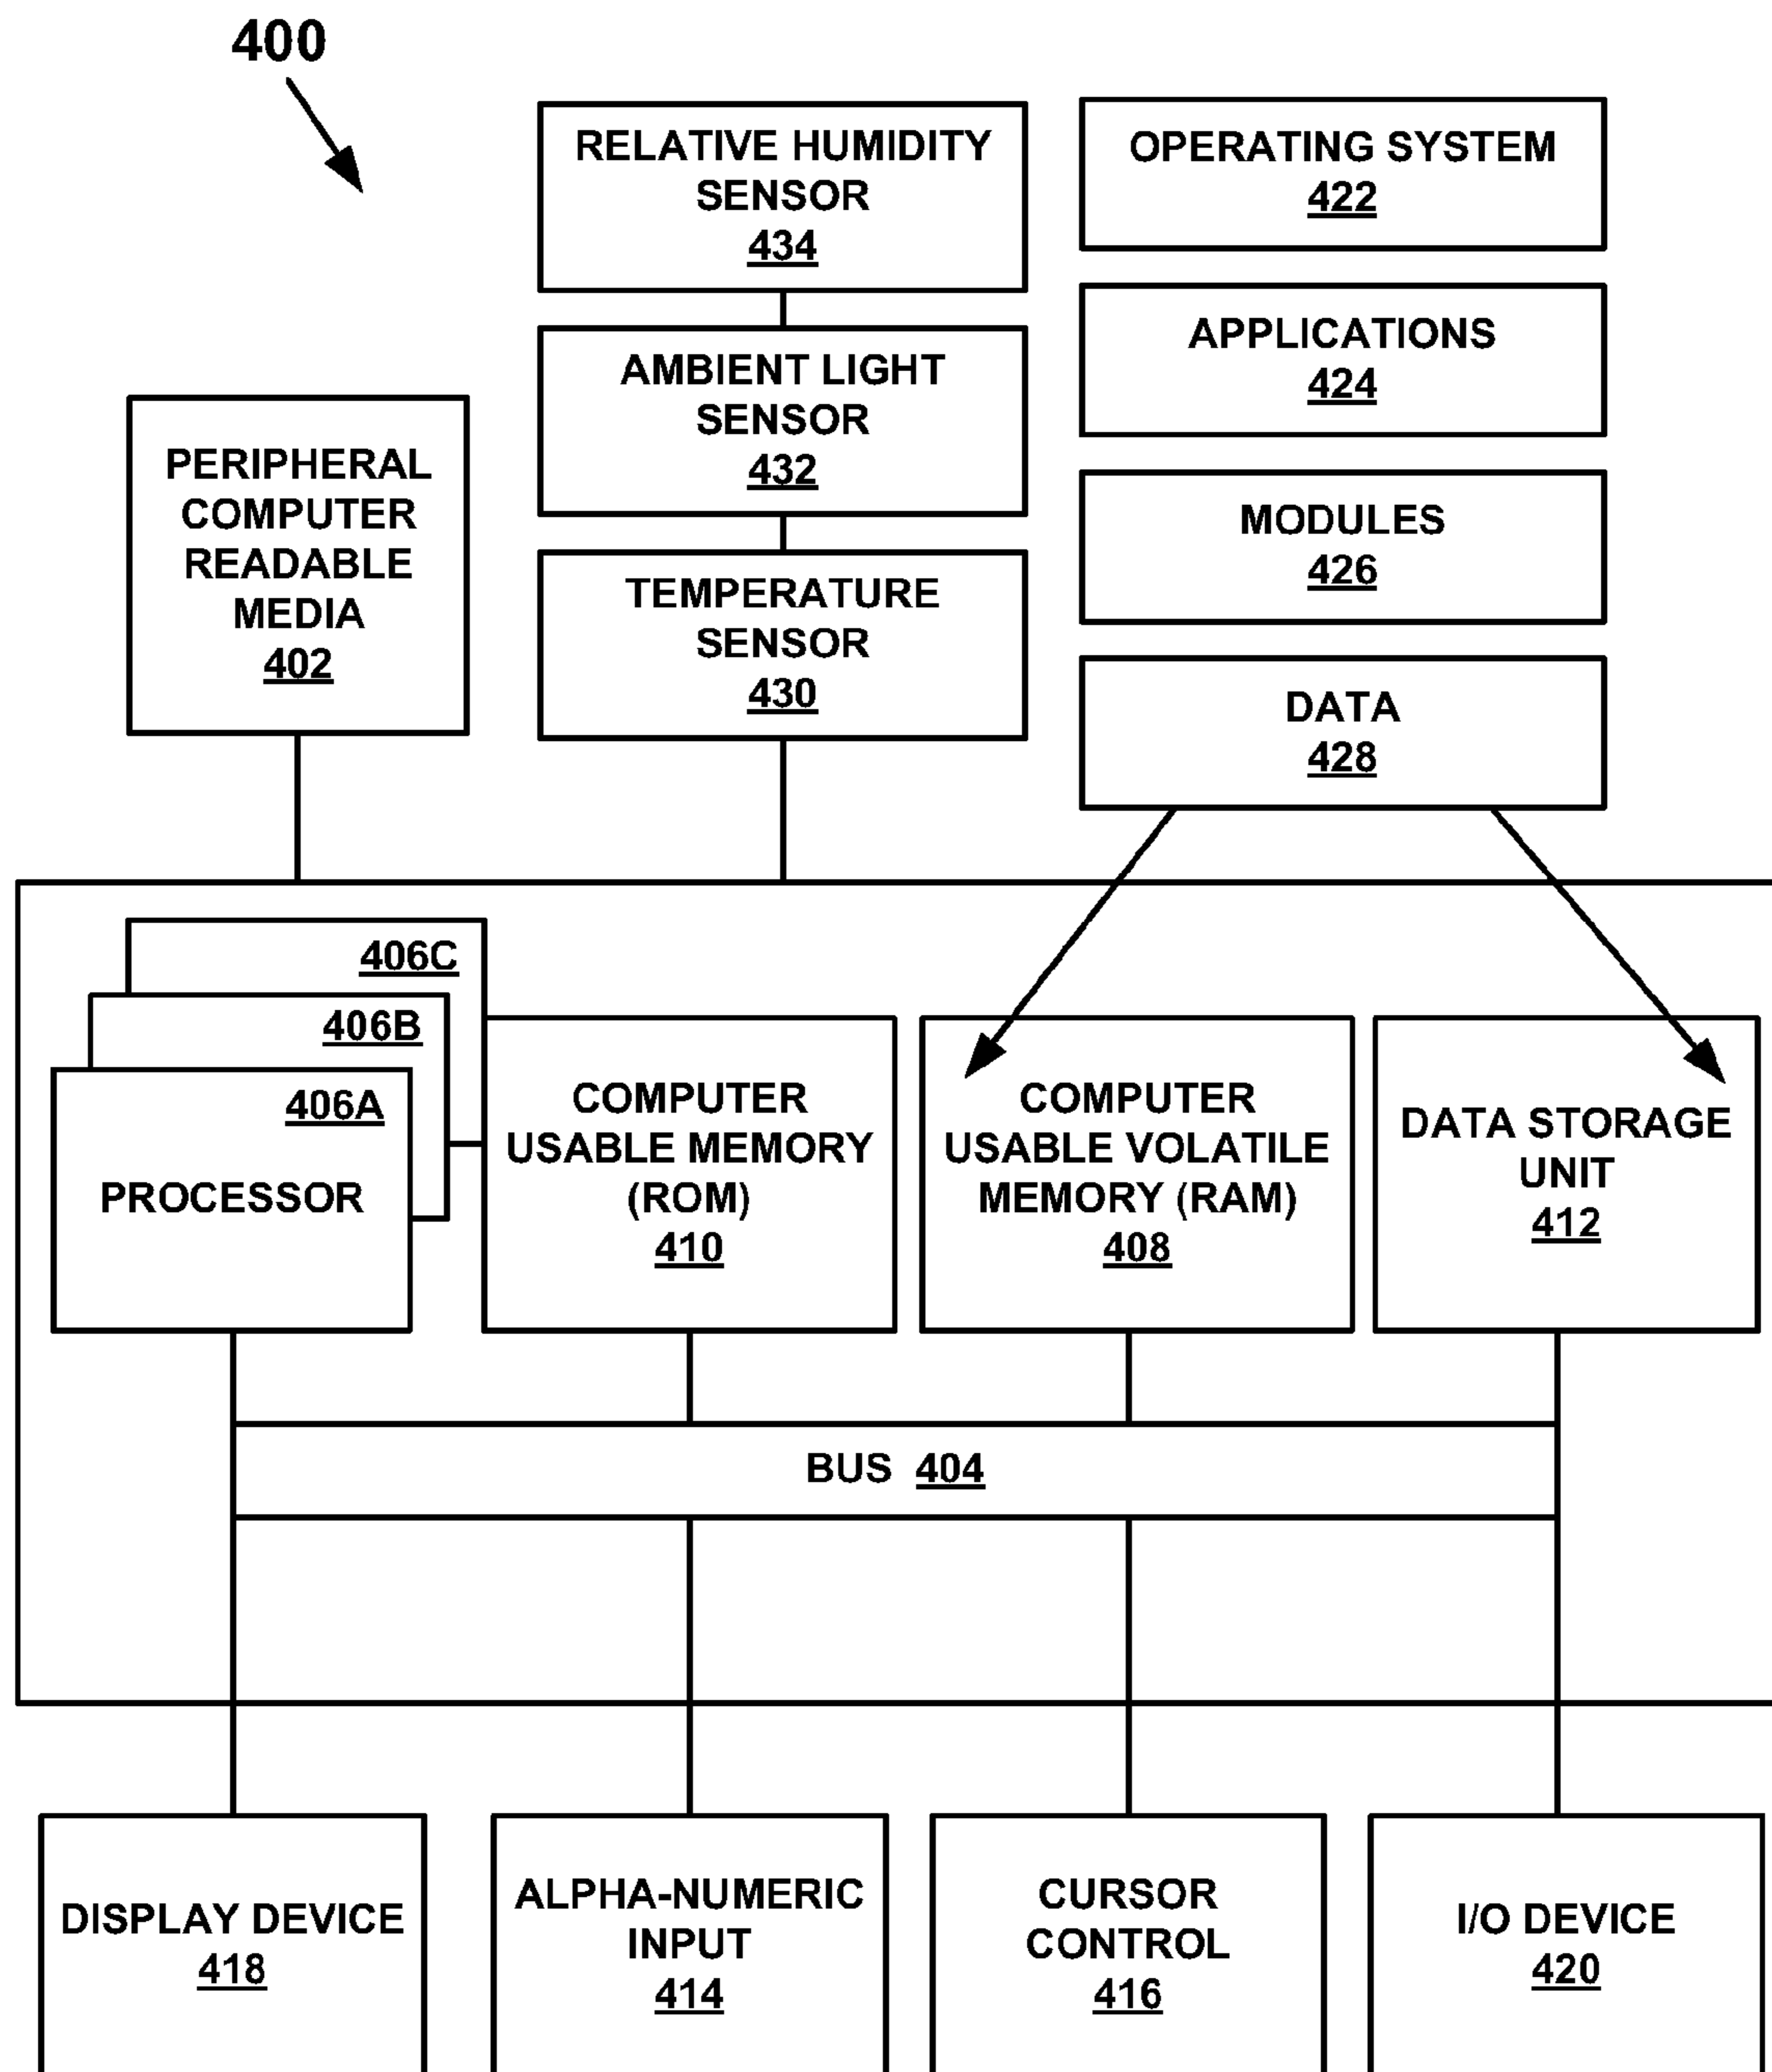 400
RELATIVE HUMIDITY
SENSOR
434
OPERATING SYSTEM
422
AMBIENT LIGHT
SENSOR
432
APPLICATIONS
424
PERIPHERAL
COMPUTER
READABLE
MEDIA
402
TEMPERATURE
SENSOR
430
MODULES
426
DATA
428
406C
406B
406A
PROCESSOR
COMPUTER
USABLE MEMORY
(ROM)
410
COMPUTER
USABLE VOLATILE
MEMORY (RAM)
408
DATA STORAGE
UNIT
412
BUS 404
DISPLAY DEVICE
418
ALPHA-NUMERIC
INPUT
414
CURSOR
CONTROL
416
I/O DEVICE
420